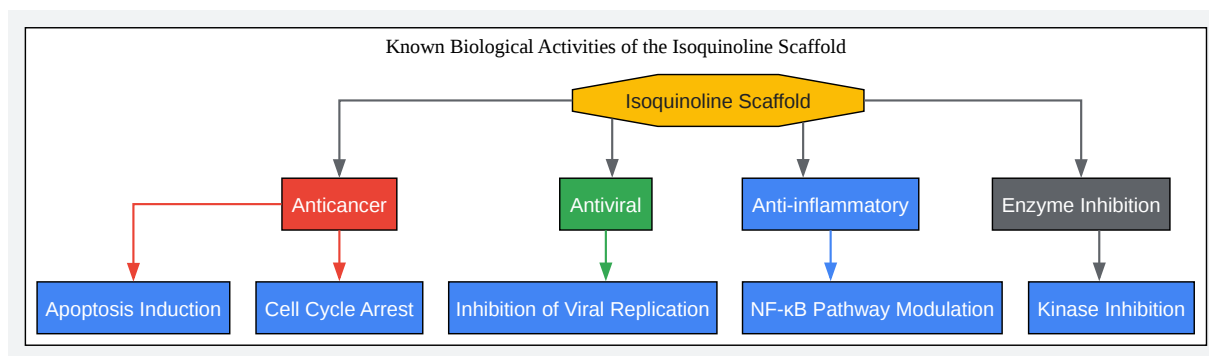 Known Biological Activities of the Isoquinoline Scaffold
Isoquinoline Scaffold
Anticancer
Antiviral
Anti-inflammatory
Enzyme Inhibition
Apoptosis Induction
Cell Cycle Arrest
Inhibition of Viral Replication
NF-κB Pathway Modulation
Kinase Inhibition